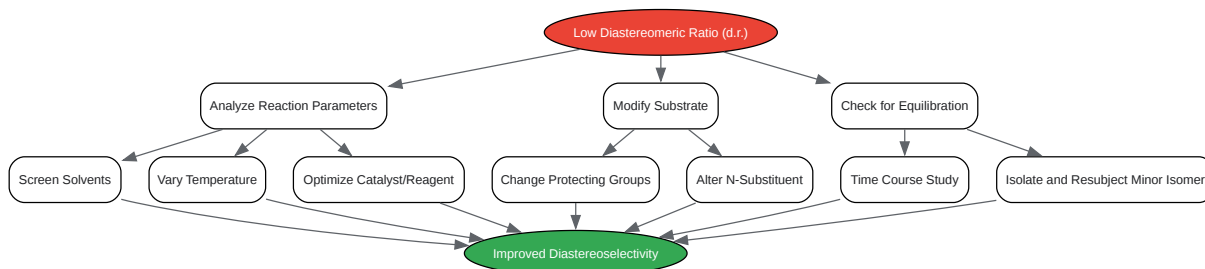 Low Diastereomeric Ratio (d.r.)
Analyze Reaction Parameters
Modify Substrate
Check for Equilibration
Screen Solvents
Vary Temperature
Optimize Catalyst/Reagent
Change Protecting Groups
Alter N-Substituent
Time Course Study
Isolate and Resubject Minor Isomer
Improved Diastereoselectivity